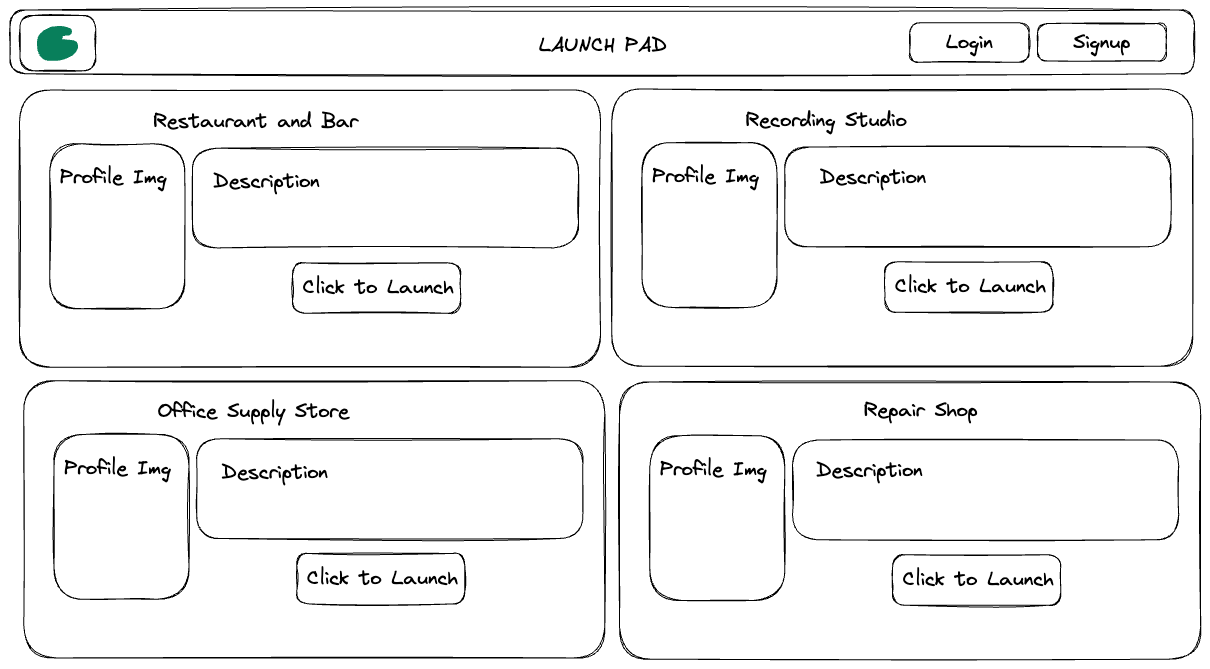 LAUNCH PAD
Login
Signup
Restaurant and Bar
Profile Img
Description
Click to Launch
Recording Studio
Profile Img
Description
Click to Launch
Office Supply Store
Profile Img
Description
Click to Launch
Repair Shop
Profile Img
Description
Click to Launch